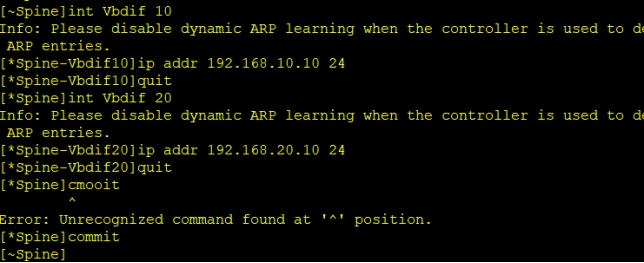 [~Spine]int Vbdif 10
Info: Please disable dynamic ARP learning when the controller is used to de
ARP entries.
[*Spine-Vbdif10]ip addr 192.168.10.10 24
[*Spine-Vbdif10]quit
[*Spine]int Vbdif 20
Info: Please disable dynamic ARP learning when the controller is used to de
ARP entries.
[*Spine-Vbdif20]ip addr 192.168.20.10 24
[*Spine-Vbdif20]quit
[*Spine]cmooit
^
Error: Unrecognized command found at '^' position.
[*Spine]commit
[~Spine]